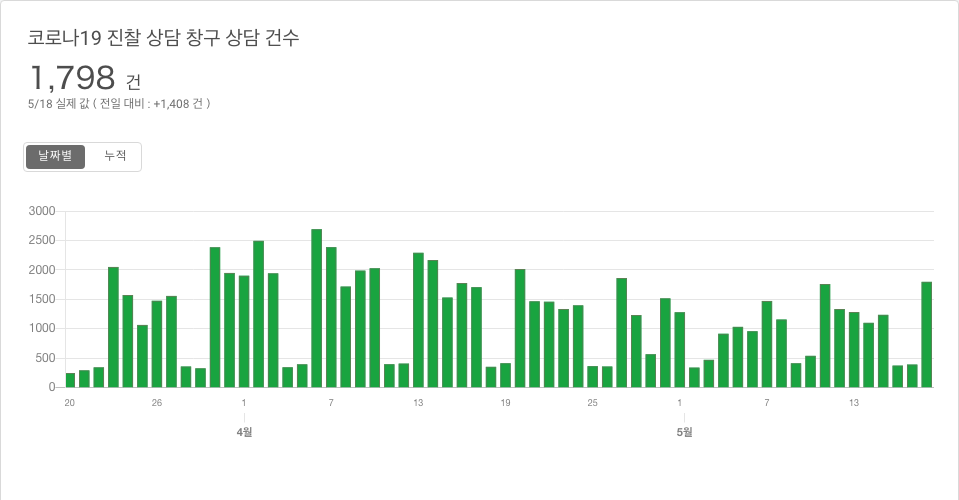 코로나19 진찰 상담 창구 상담 건수
1,798 건
5/18 실제 값 ( 전일 대비 : +1,408 건 )
날짜별 누적
3000
2500
2000
1500
1000
500
0
20 26 1 7 13 19 25 1 7 13
4월 5월